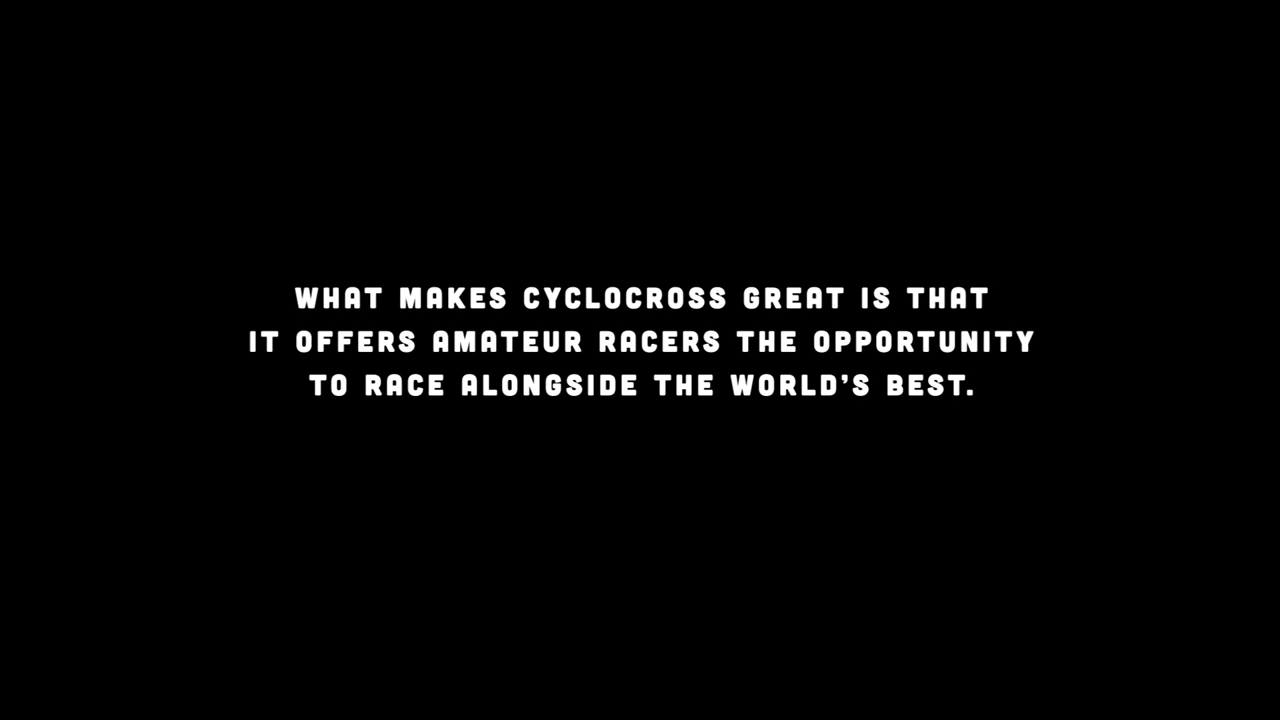 WHAT MAKES CYCLOCROSS GREAT IS THAT
IT OFFERS AMATEUR RACERS THE OPPORTUNITY
TO RACE ALONGSIDE THE WORLD’S BEST.